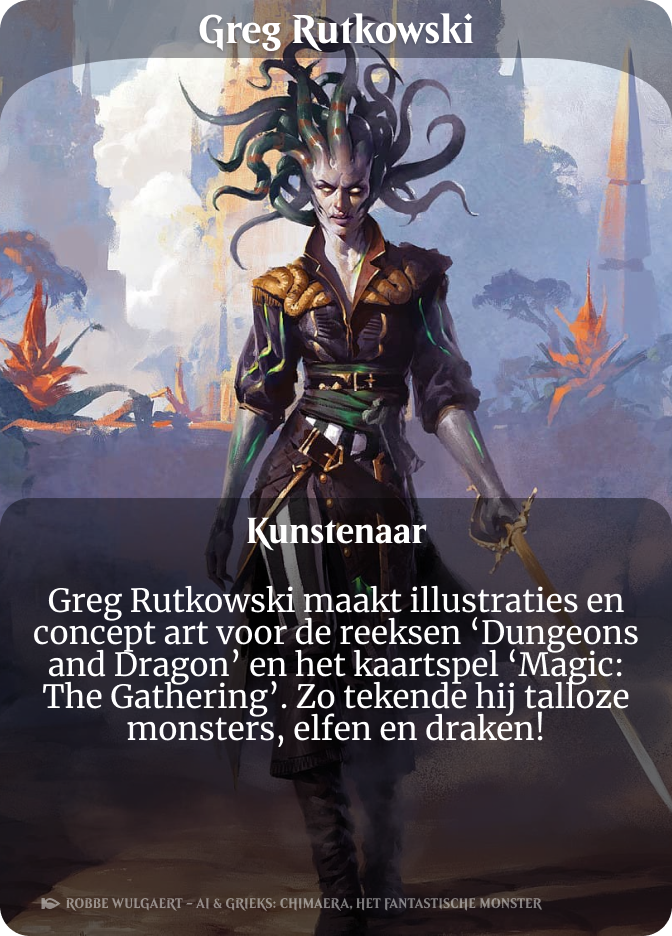 Greg Rutkowski
Kunstenaar
Greg Rutkowski maakt illustraties en
concept art voor de reeksen ‘Dungeons
and Dragon’ en het kaartspel ‘Magic:
The Gathering’. Zo tekende hij talloze
monsters, elfen en draken!
ROBBE WULGAERT – AI & GRIEKS: CHIMAERA, HET FANTASTISCHE MONSTER